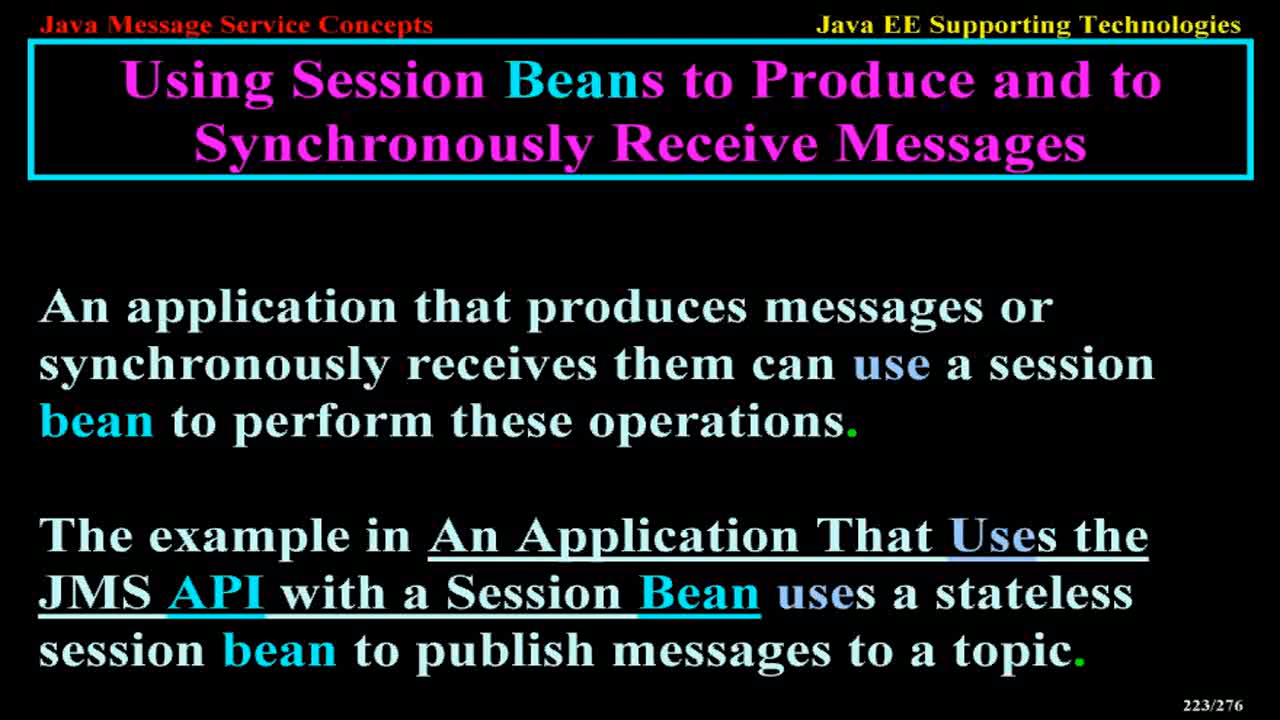 Java Message Service Concepts
Java EE Supporting Technologies
Using Session Beans to Produce and to
Synchronously Receive Messages
An application that produces messages or
synchronously receives them can use a session
bean to perform these operations.
The example in An Application That Uses the
JMS API with a Session Bean uses a stateless
session bean to publish messages to a topic.
223/276